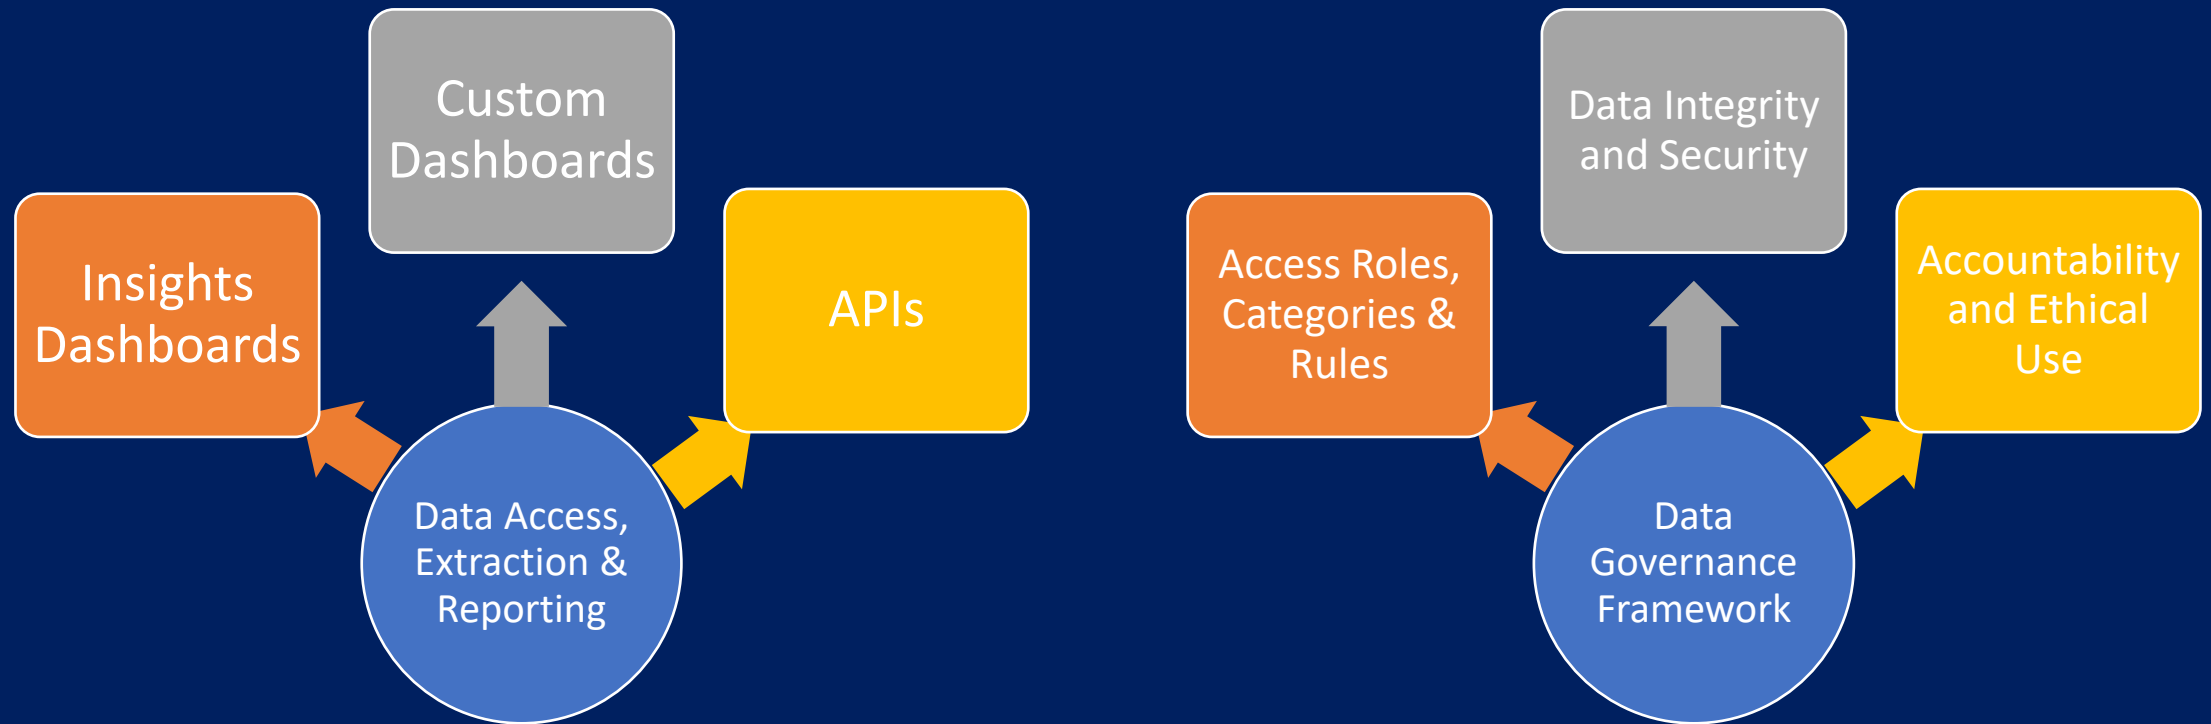 Custom
Dashboards
Insights
Dashboards
APIs
Data Access,
Extraction &
Reporting
Data Integrity
and Security
Access Roles,
Categories &
Rules
Accountability
and Ethical
Use
Data
Governance
Framework